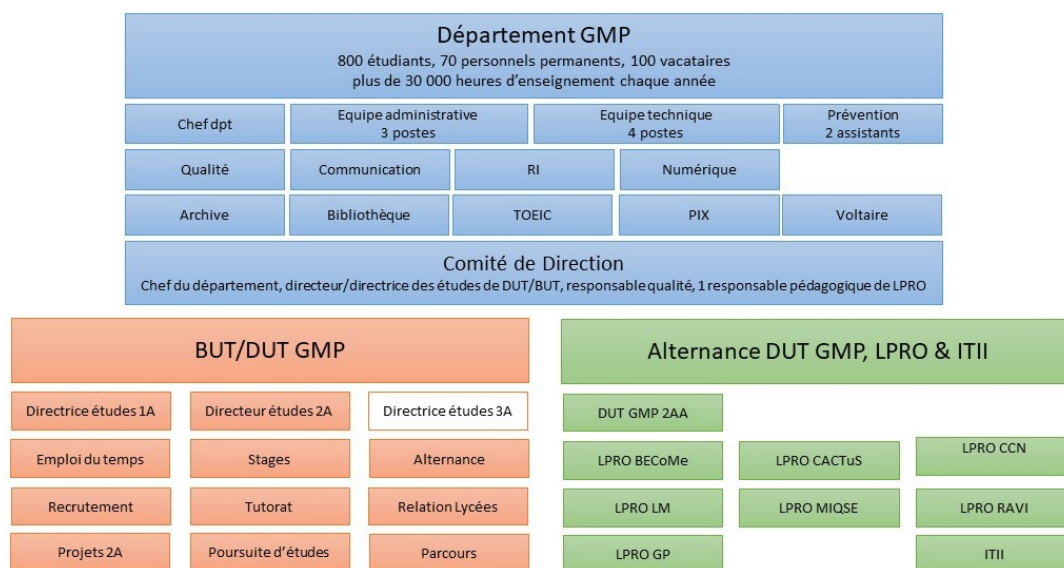 Département GMP
800 étudiants, 70 personnels permanents, 100 vacataires
plus de 30 000 heures d’enseignement chaque année
Chef dpt
Equipe administrative
3 postes
Equipe technique
4 postes
Prévention
2 assistants
Qualité
Communication
RI
Numérique
Archive
Bibliothèque
TOEIC
PIX
Voltaire
Comité de Direction
Chef du département, directeur/directrice des études de DUT/BUT, responsable qualité, 1 responsable pédagogique de LPRO
BUT/DUT GMP
Directrice études 1A
Directeur études 2A
Directrice études 3A
Emploi du temps
Stages
Alternance
Recrutement
Tutorat
Relation Lycées
Projets 2A
Poursuite d’études
Parcours
Alternance DUT GMP, LPRO & ITII
DUT GMP 2AA
LPRO BECoMe
LPRO CACTuS
LPRO CCN
LPRO LM
LPRO MIQSE
LPRO RAVI
LPRO GP
ITII